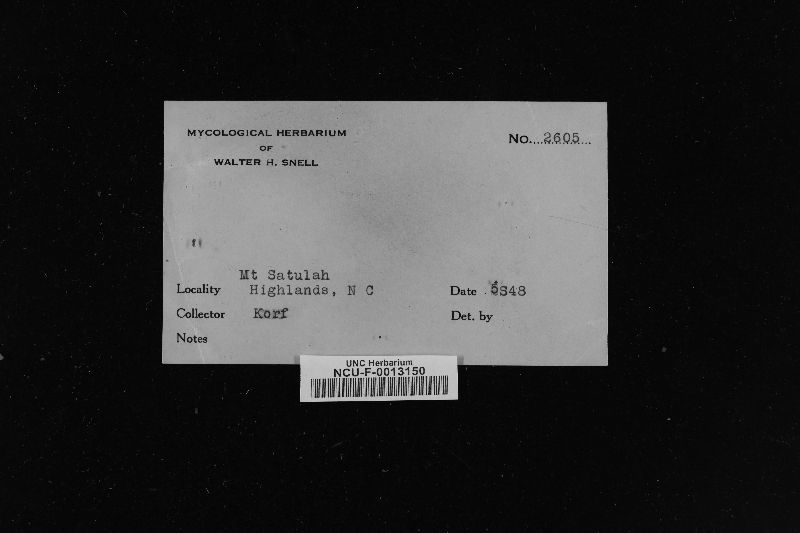 MYCOLOGICAL HERBARIUM
OF
WALTER H. SNELL
No. 2605
Mt Satulah
Locality Highlands, N C
Date 5S48
Collector Korf
Det. by
Notes
UNC Herbarium
NCU-F-0013150